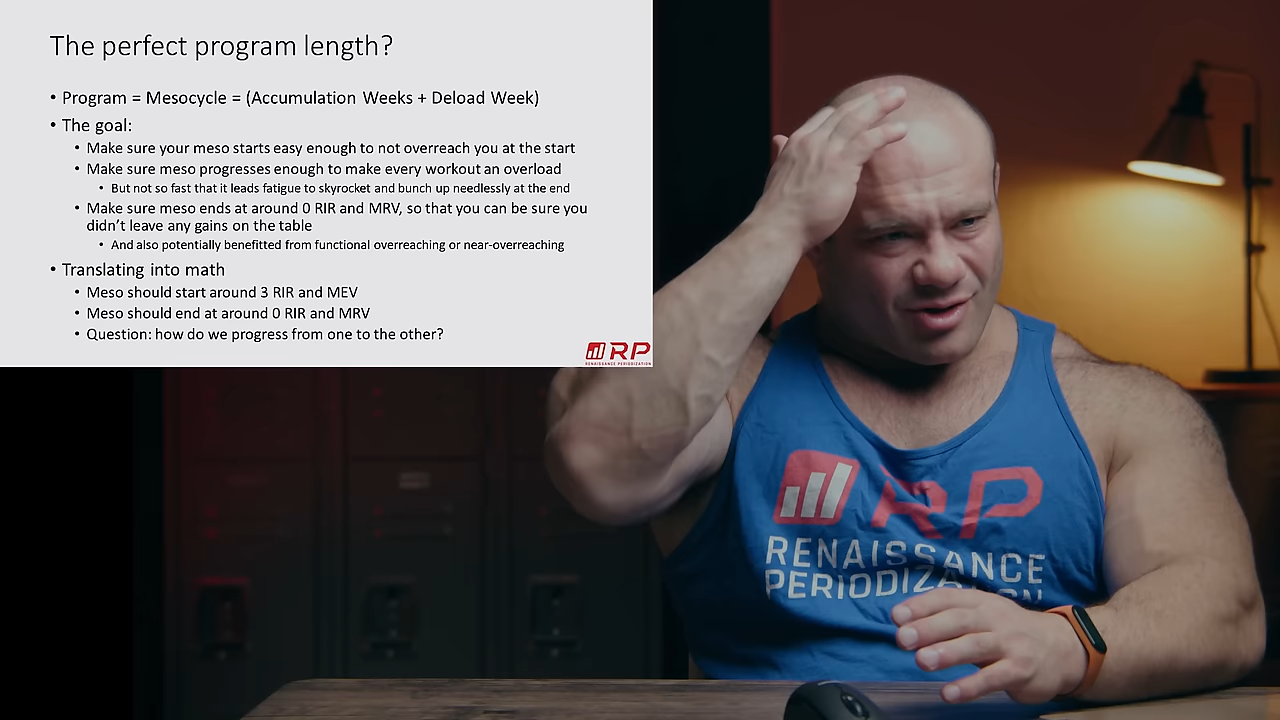 The perfect program length?
• Program = Mesocycle = (Accumulation Weeks + Deload Week)
• The goal:
• Make sure your meso starts easy enough to not overreach you at the start
• Make sure meso progresses enough to make every workout an overload
• But not so fast that it leads fatigue to skyrocket and bunch up needlessly at the end
• Make sure meso ends at around 0 RIR and MRV, so that you can be sure you
didn't leave any gains on the table
• And also potentially benefitted from functional overreaching or near-overreaching
• Translating into math
• Meso should start around 3 RIR and MEV
• Meso should end at around 0 RIR and MRV
• Question: how do we progress from one to the other?
RP
RENAISSANCE PERIODIZATION
RP
RENAISSANCE
PERIODIZATION